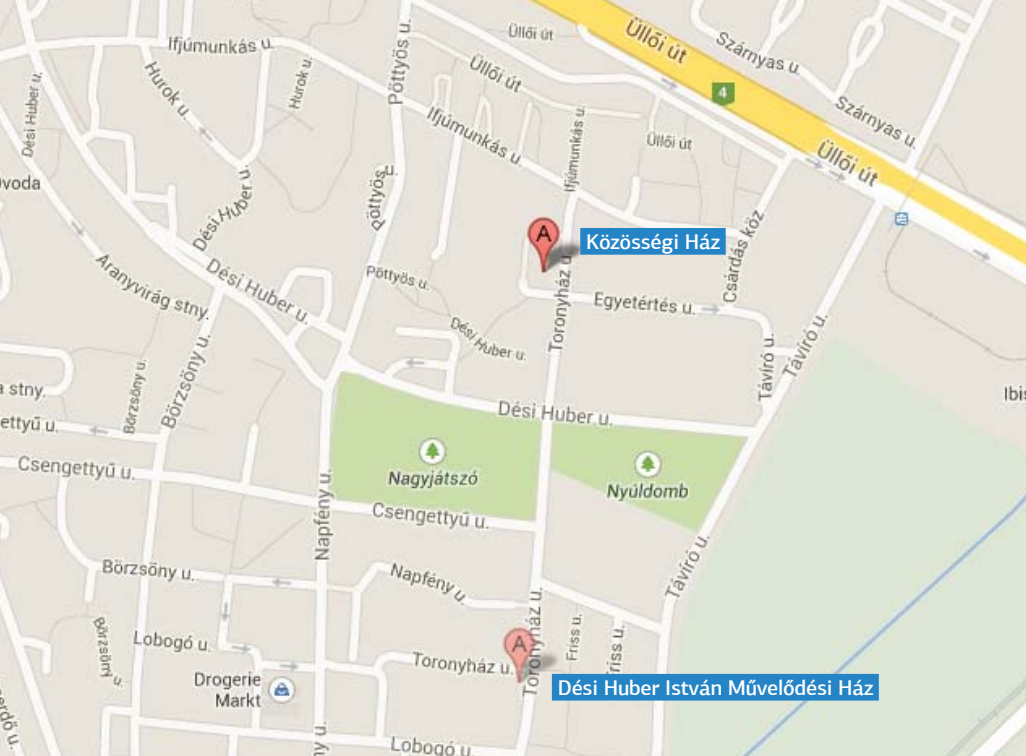 Üllői út
Üllői út
Szárnyas u.
Ifjúmunkás u.
Pöttyös u.
Üllői út
Hurok u.
Hurok u.
4
Dési Huber u.
Szárnyas u.
Ifjúmunkás u.
Ifjúmunkás u.
Üllői út
Üllői út
Pöttyös u.
Dési Huber u.
A
Közösségi Ház
Csárdás köz
Aranyvirág stny.
Dési Huber u.
Pöttyös u.
Toronyház u.
Egyetértés u.
Dési Huber u.
Távíró u.
Távíró u.
Börzsöny u.
Börzsöny u.
stny.
Ibis
Dési Huber u.
Csengettyű u.
Nagyjátszó
Nyúldomb
Csengettyű u.
Napfény u.
Börzsöny u.
Napfény u.
Távíró u.
Toronyház u.
Börzsöny u.
Lobogó u.
A
Friss u.
Friss u.
Toronyház u.
Drogerie
Markt
Dési Huber István Művelődési Ház
Lobogó u.